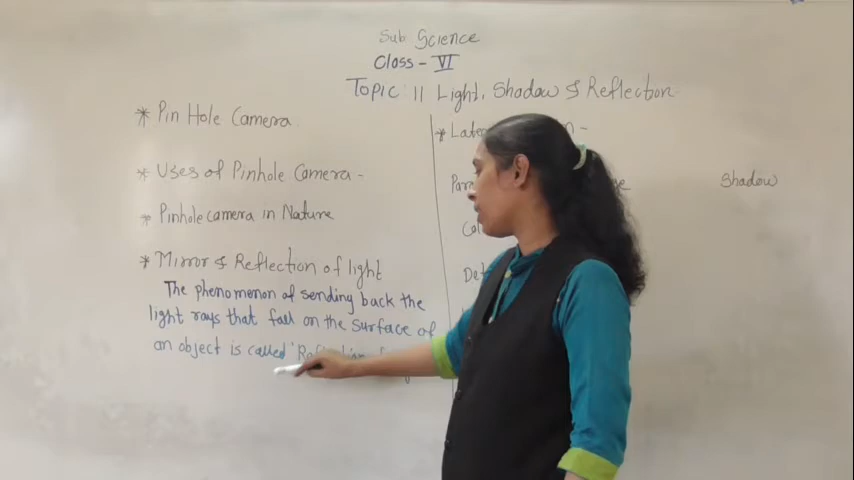 Sub Science
Class - VI
TOPIC 11 Light, Shadow & Reflection
* Pin Hole Camera
* Uses of Pinhole Camera -
* Pinhole camera in Nature
* Mirror & Reflection of light
The phenomenon of sending back the
light rays that fall on the surface of
an object is called 
*
Shadow